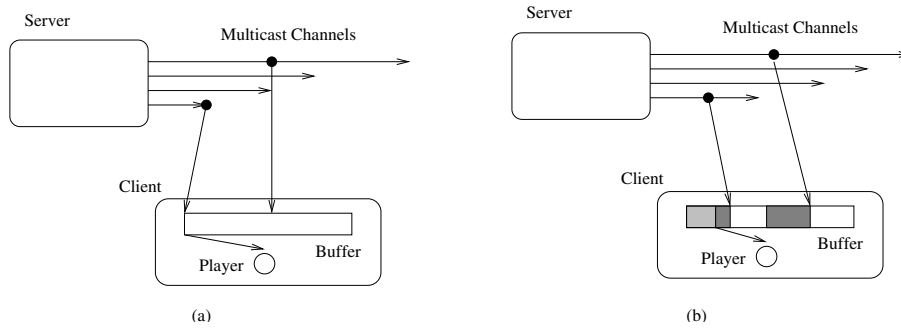 Server
Multicast Channels
Client
Buffer
Player
(a)
Server
Multicast Channels
Client
Buffer
Player
(b)